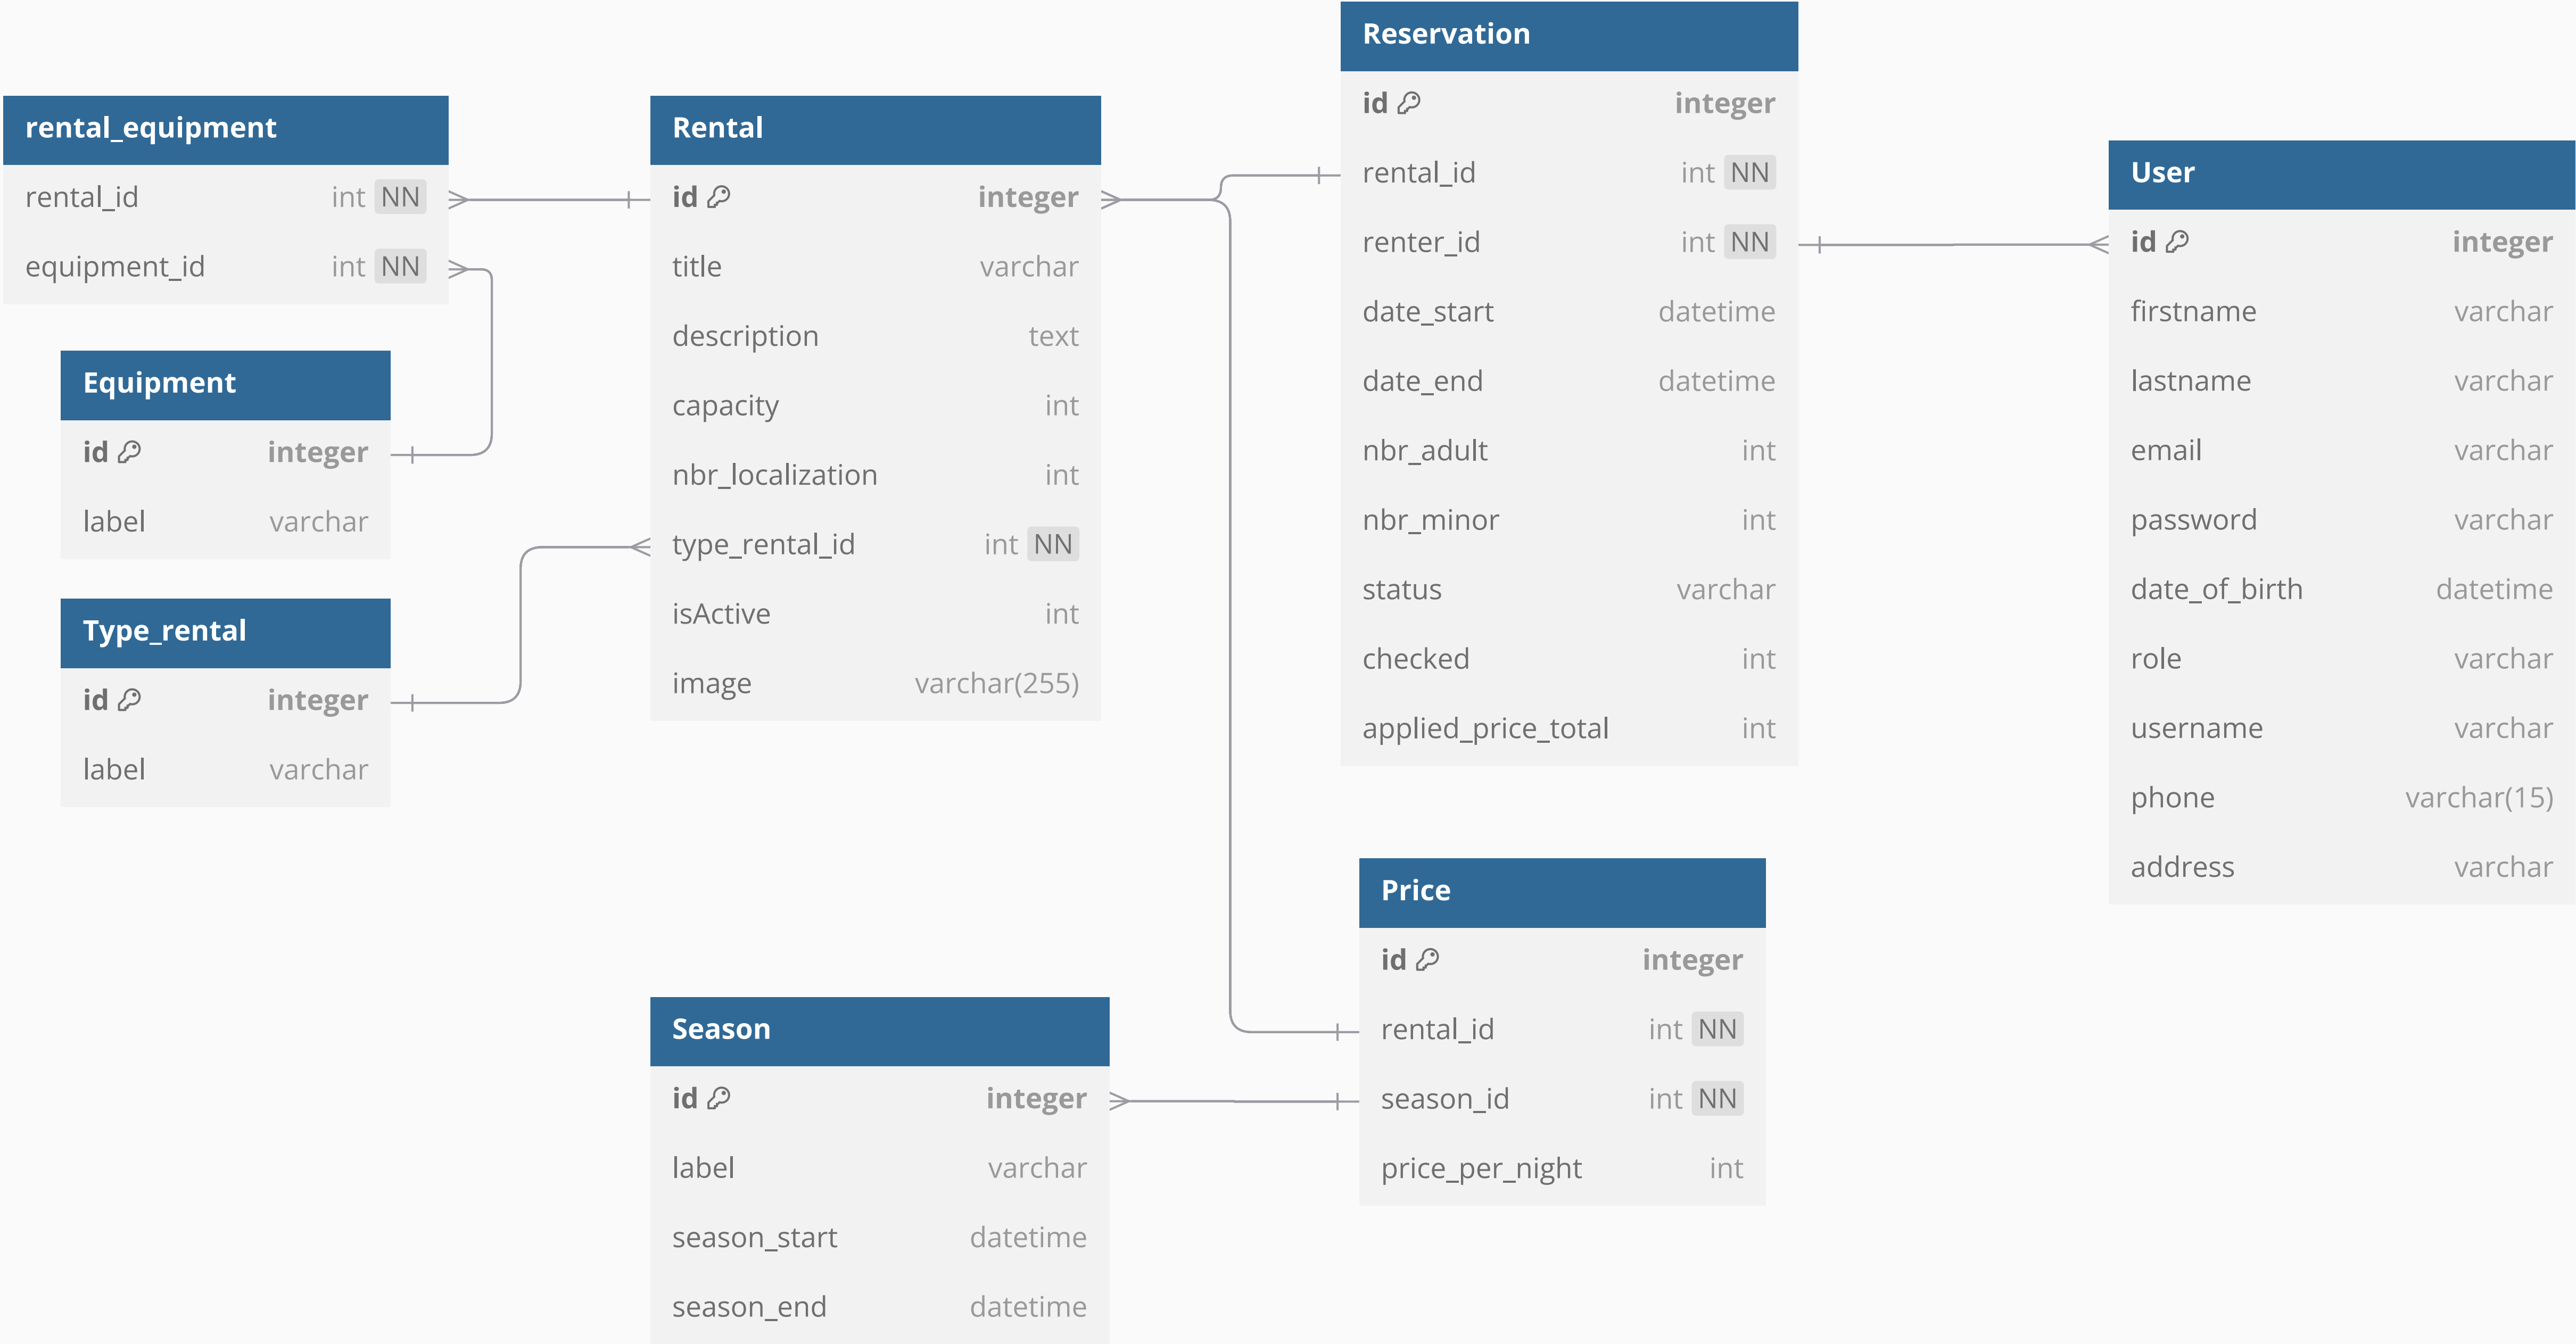 rental_equipment
rental_id int NN
equipment_id int NN
Equipment
id integer
label varchar
Type_rental
id integer
label varchar
Rental
id integer
title varchar
description text
capacity int
nbr_localization int
type_rental_id int NN
isActive int
image varchar(255)
Season
id integer
label varchar
season_start datetime
season_end datetime
Reservation
id integer
rental_id int NN
renter_id int NN
date_start datetime
date_end datetime
nbr_adult int
nbr_minor int
status varchar
checked int
applied_price_total int
Price
id integer
rental_id int NN
season_id int NN
price_per_night int
User
id integer
firstname varchar
lastname varchar
email varchar
password varchar
date_of_birth datetime
role varchar
username varchar
phone varchar(15)
address varchar